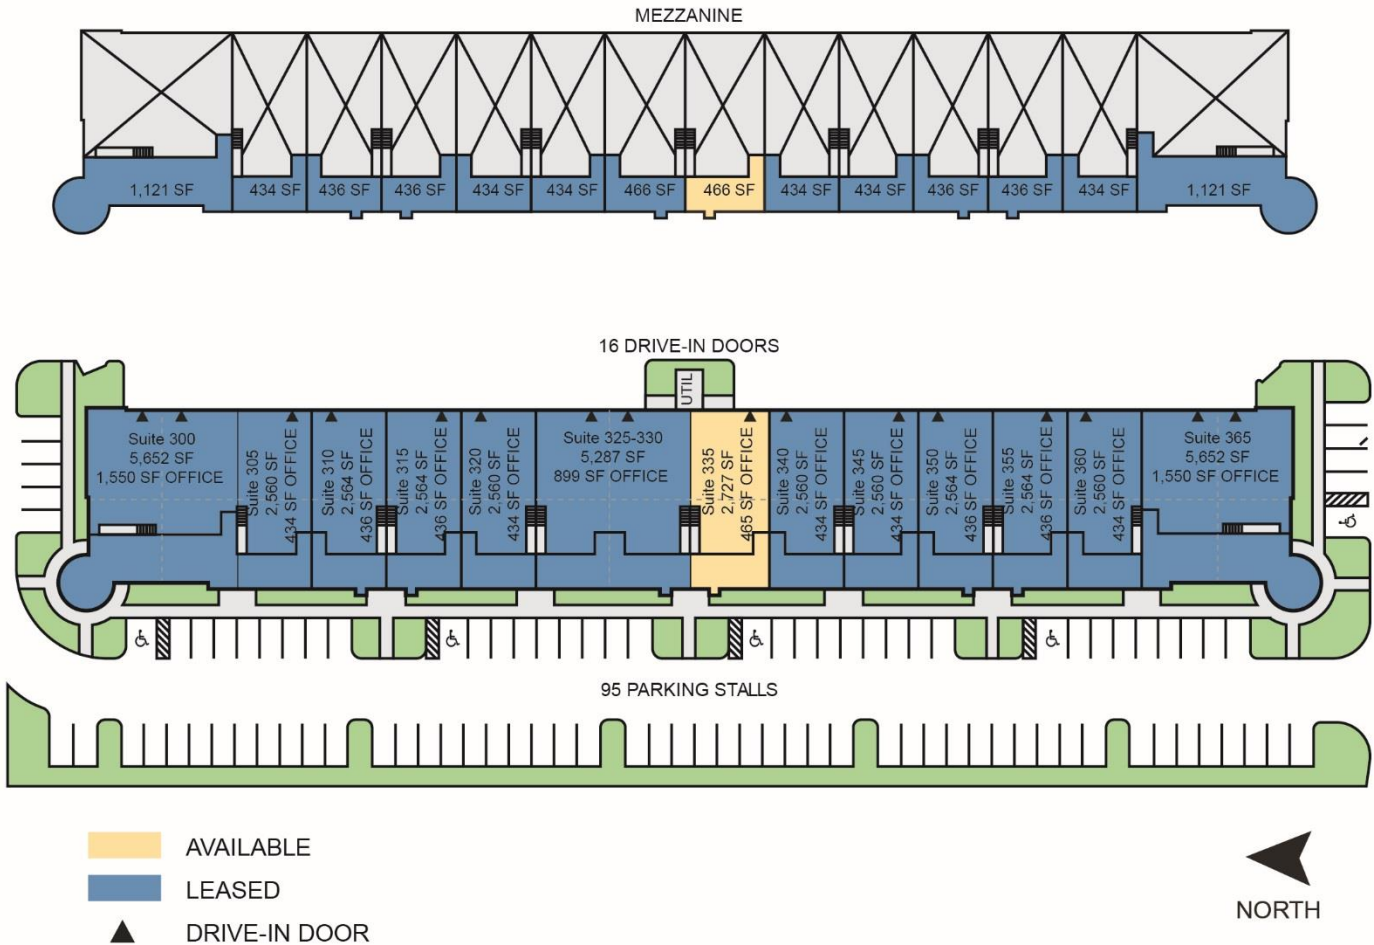 MEZZANINE
1,121 SF
434 SF
436 SF
436 SF
434 SF
434 SF
466 SF
466 SF
434 SF
434 SF
436 SF
436 SF
434 SF
1,121 SF
16 DRIVE-IN DOORS
UTIL
Suite 300
5,652 SF
1,550 SF OFFICE
Suite 305
2,560 SF
434 SF OFFICE
Suite 310
2,564 SF
436 SF OFFICE
Suite 315
2,564 SF
436 SF OFFICE
Suite 320
2,560 SF
434 SF OFFICE
Suite 325-330
5,287 SF
899 SF OFFICE
Suite 335
2,727 SF
465 SF OFFICE
Suite 340
2,560 SF
434 SF OFFICE
Suite 345
2,560 SF
434 SF OFFICE
Suite 350
2,564 SF
436 SF OFFICE
Suite 355
2,564 SF
436 SF OFFICE
Suite 360
2,560 SF
434 SF OFFICE
Suite 365
5,652 SF
1,550 SF OFFICE
95 PARKING STALLS
AVAILABLE
LEASED
DRIVE-IN DOOR
NORTH